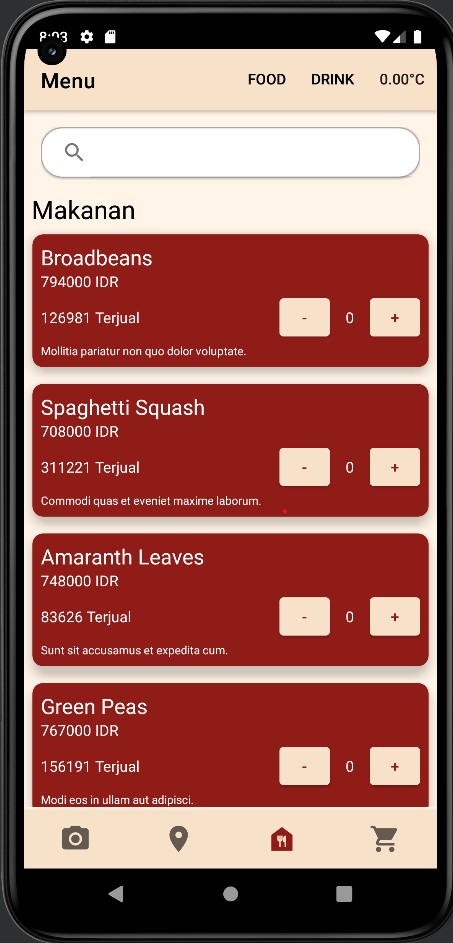 8:03
Menu FOOD DRINK 0.00°C
Makanan
Broadbeans
794000 IDR
126981 Terjual - 0 +
Mollitia pariatur non quo dolor voluptate.
Spaghetti Squash
708000 IDR
311221 Terjual - 0 +
Commodi quas et eveniet maxime laborum.
Amaranth Leaves
748000 IDR
83626 Terjual - 0 +
Sunt sit accusamus et expedita cum.
Green Peas
767000 IDR
156191 Terjual - 0 +
Modi eos in ullam aut adipisci.